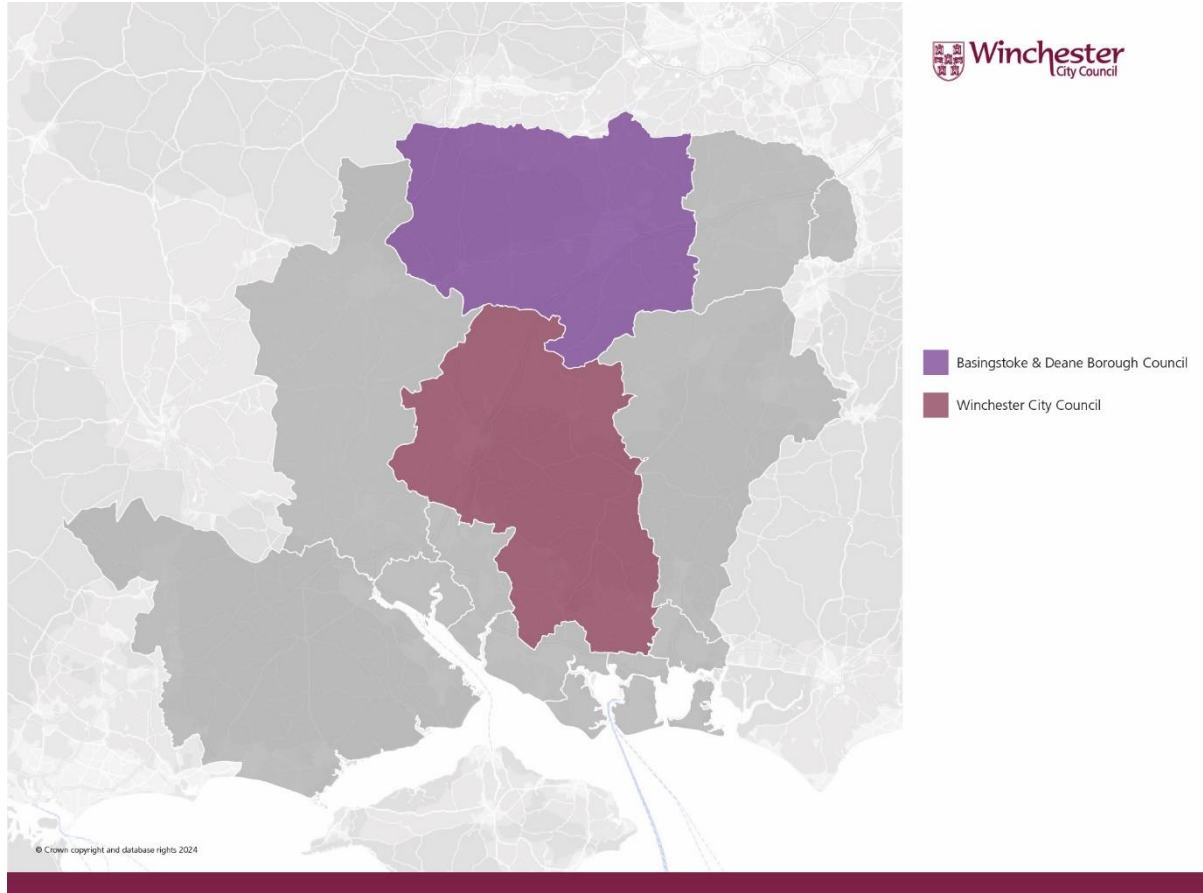 Winchester
City Council
Basingstoke & Deane Borough Council
Winchester City Council
© Crown copyright and database rights 2024